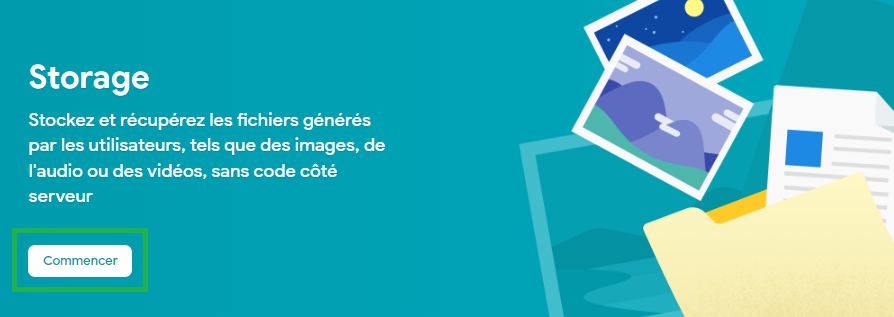 Storage
Stockez et récupérez les fichiers générés
par les utilisateurs, tels que des images, de
l'audio ou des vidéos, sans code côté
serveur
Commencer